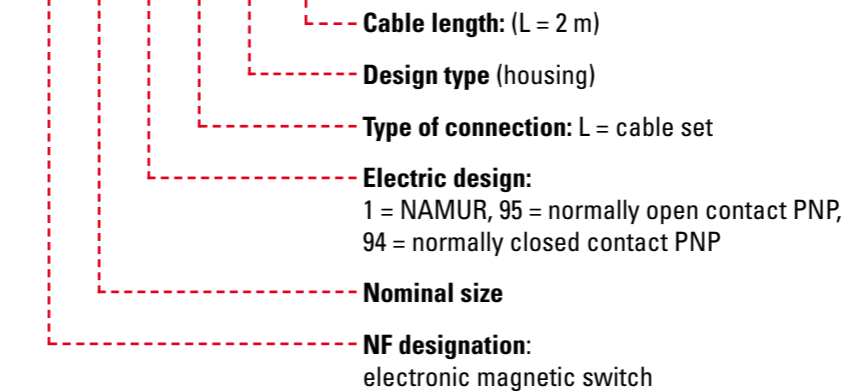 Cable length: (L = 2 m)
Design type (housing)
Type of connection: L = cable set
Electric design:
1 = NAMUR, 95 = normally open contact PNP,
94 = normally closed contact PNP
Nominal size
NF designation:
electronic magnetic switch